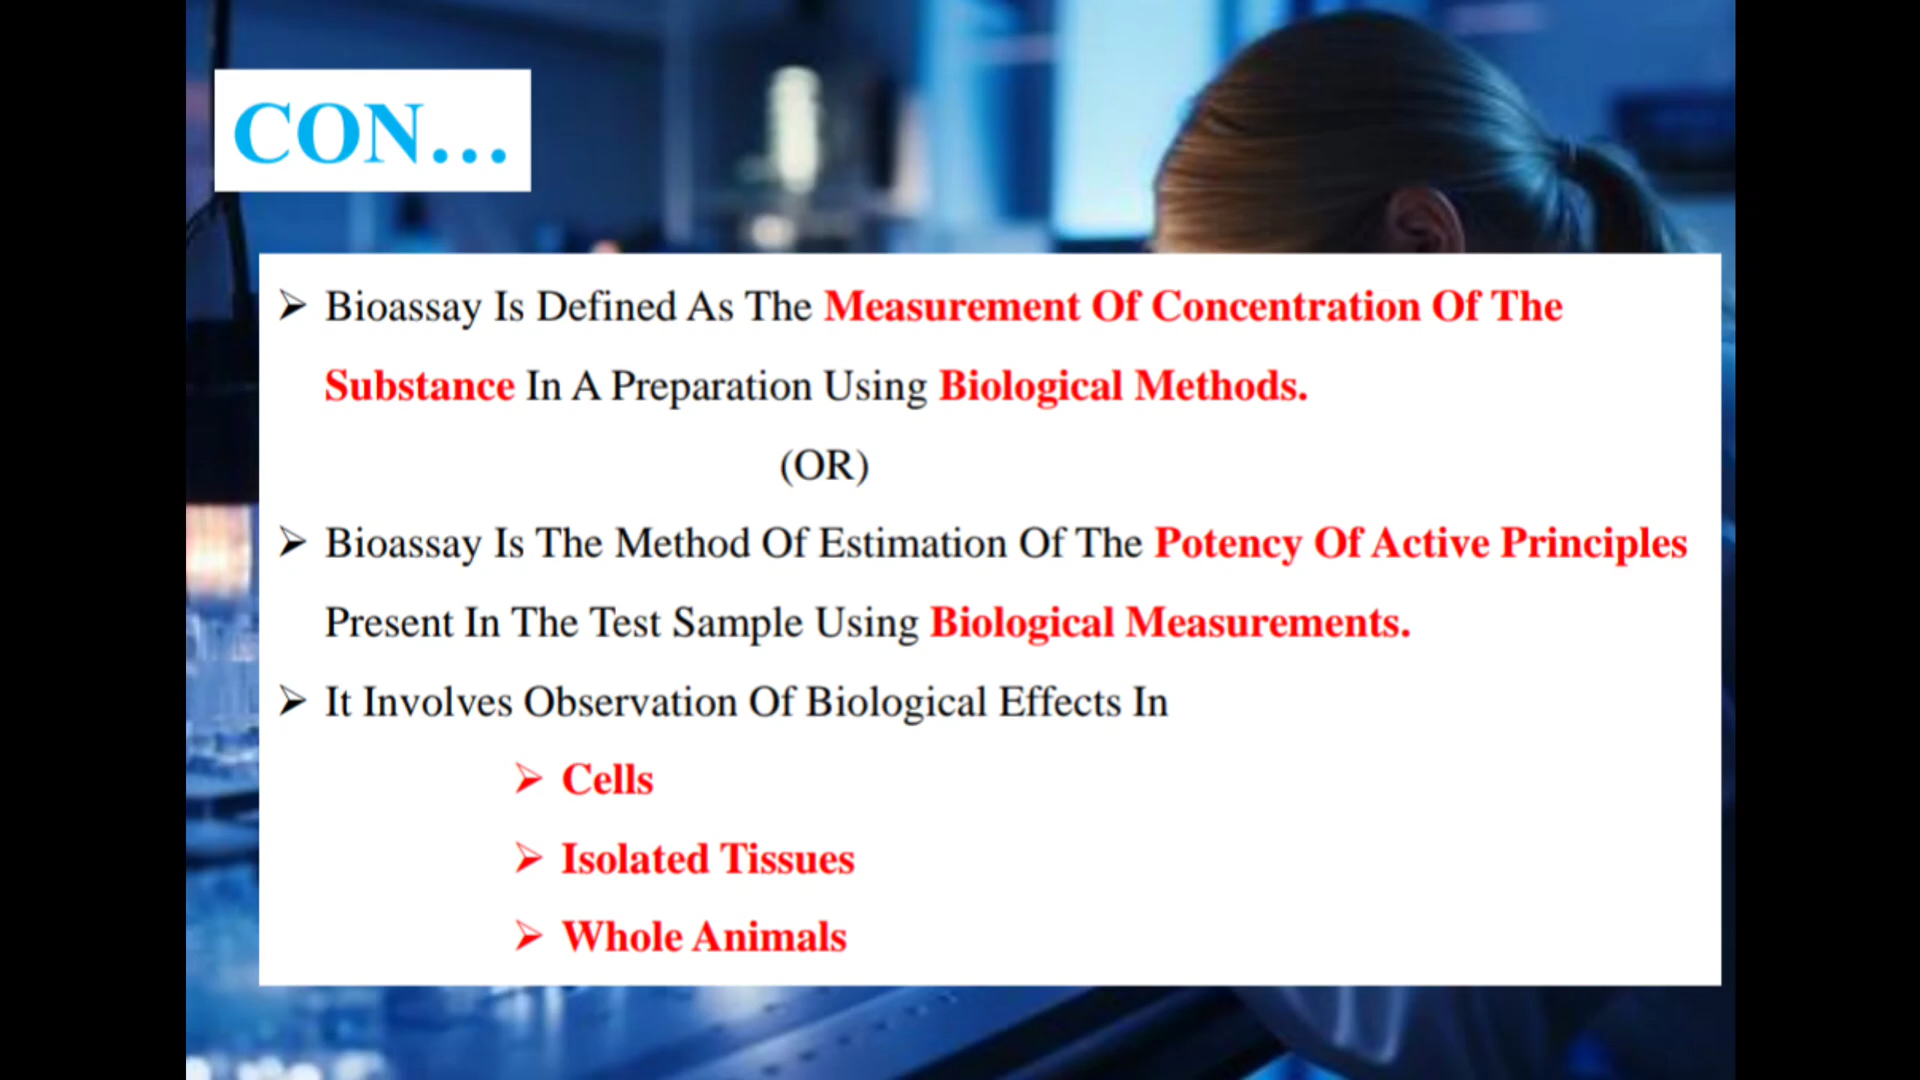 CON…
➢ Bioassay Is Defined As The Measurement Of Concentration Of The
Substance In A Preparation Using Biological Methods.
(OR)
➢ Bioassay Is The Method Of Estimation Of The Potency Of Active Principles
Present In The Test Sample Using Biological Measurements.
➢ It Involves Observation Of Biological Effects In
➢ Cells
➢ Isolated Tissues
➢ Whole Animals